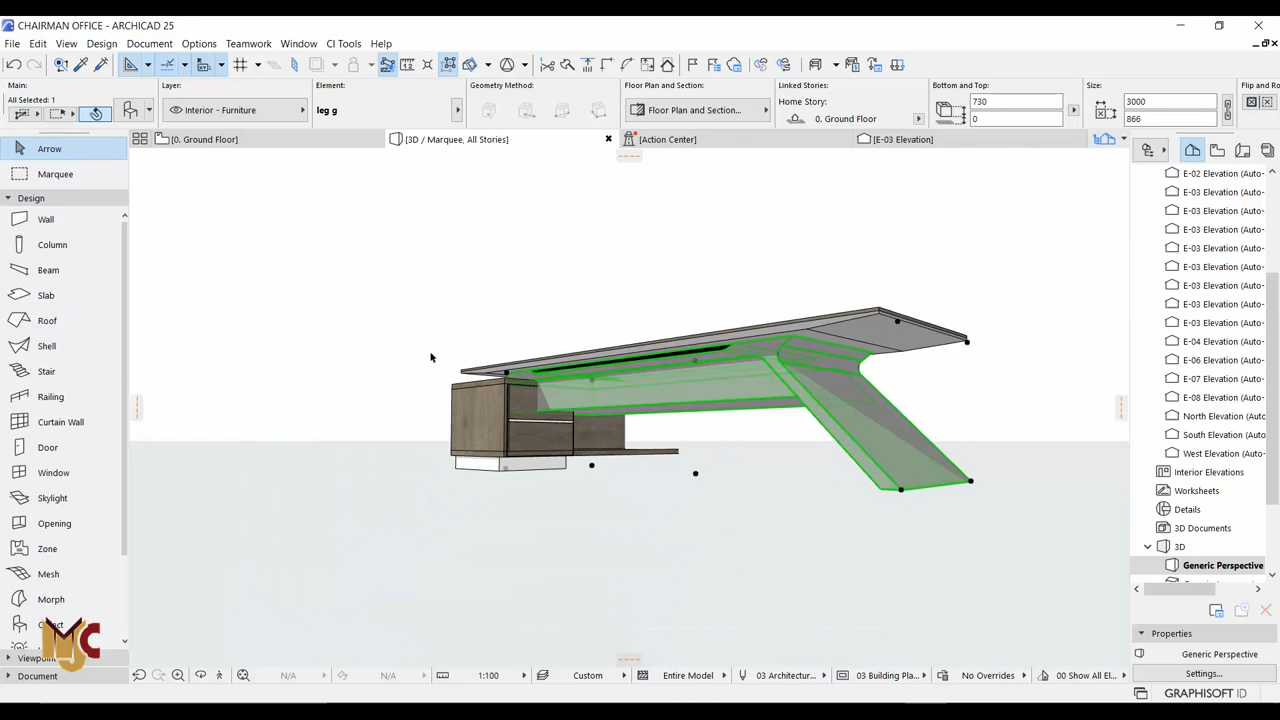 CHAIRMAN OFFICE - ARCHICAD 25
File Edit View Design Document Options Teamwork Window CI Tools Help
Main:
All Selected: 1
Layer:
Interior - Furniture
Element:
leg g
Geometry Method:
Floor Plan and Section:
Floor Plan and Section...
Linked Stories:
Home Story:
0. Ground Floor
Bottom and Top:
730
0
Size:
3000
866
Flip and Ro
[0. Ground Floor]
[3D / Marquee, All Stories]
[Action Center]
[E-03 Elevation]
Arrow
Marquee
Design
Wall
Column
Beam
Slab
Roof
Shell
Stair
Railing
Curtain Wall
Door
Window
Skylight
Opening
Zone
Mesh
Morph
Viewpoint
Document
MJC
E-02 Elevation (Auto-
E-03 Elevation (Auto-
E-03 Elevation (Auto-
E-03 Elevation (Auto-
E-03 Elevation (Auto-
E-03 Elevation (Auto-
E-03 Elevation (Auto-
E-03 Elevation (Auto-
E-03 Elevation (Auto-
E-04 Elevation (Auto-
E-06 Elevation (Auto-
E-07 Elevation (Auto-
E-08 Elevation (Auto-
North Elevation (Auto-
South Elevation (Auto-
West Elevation (Auto-
Interior Elevations
Worksheets
Details
3D Documents
3D
Generic Perspective
Properties
Generic Perspective
Settings...
N/A
N/A
1:100
Custom
Entire Model
03 Architectur...
03 Building Pla...
No Overrides
00 Show All El...
GRAPHISOFT ID